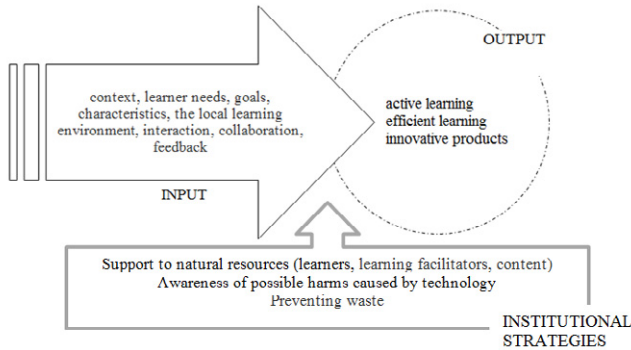 OUTPUT
context, learner needs, goals,
characteristics, the local learning
environment, interaction, collaboration,
feedback
active learning
efficient learning
innovative products
INPUT
Support to natural resources (learners, learning facilitators, content)
Awareness of possible harms caused by technology
Preventing waste
INSTITUTIONAL
STRATEGIES